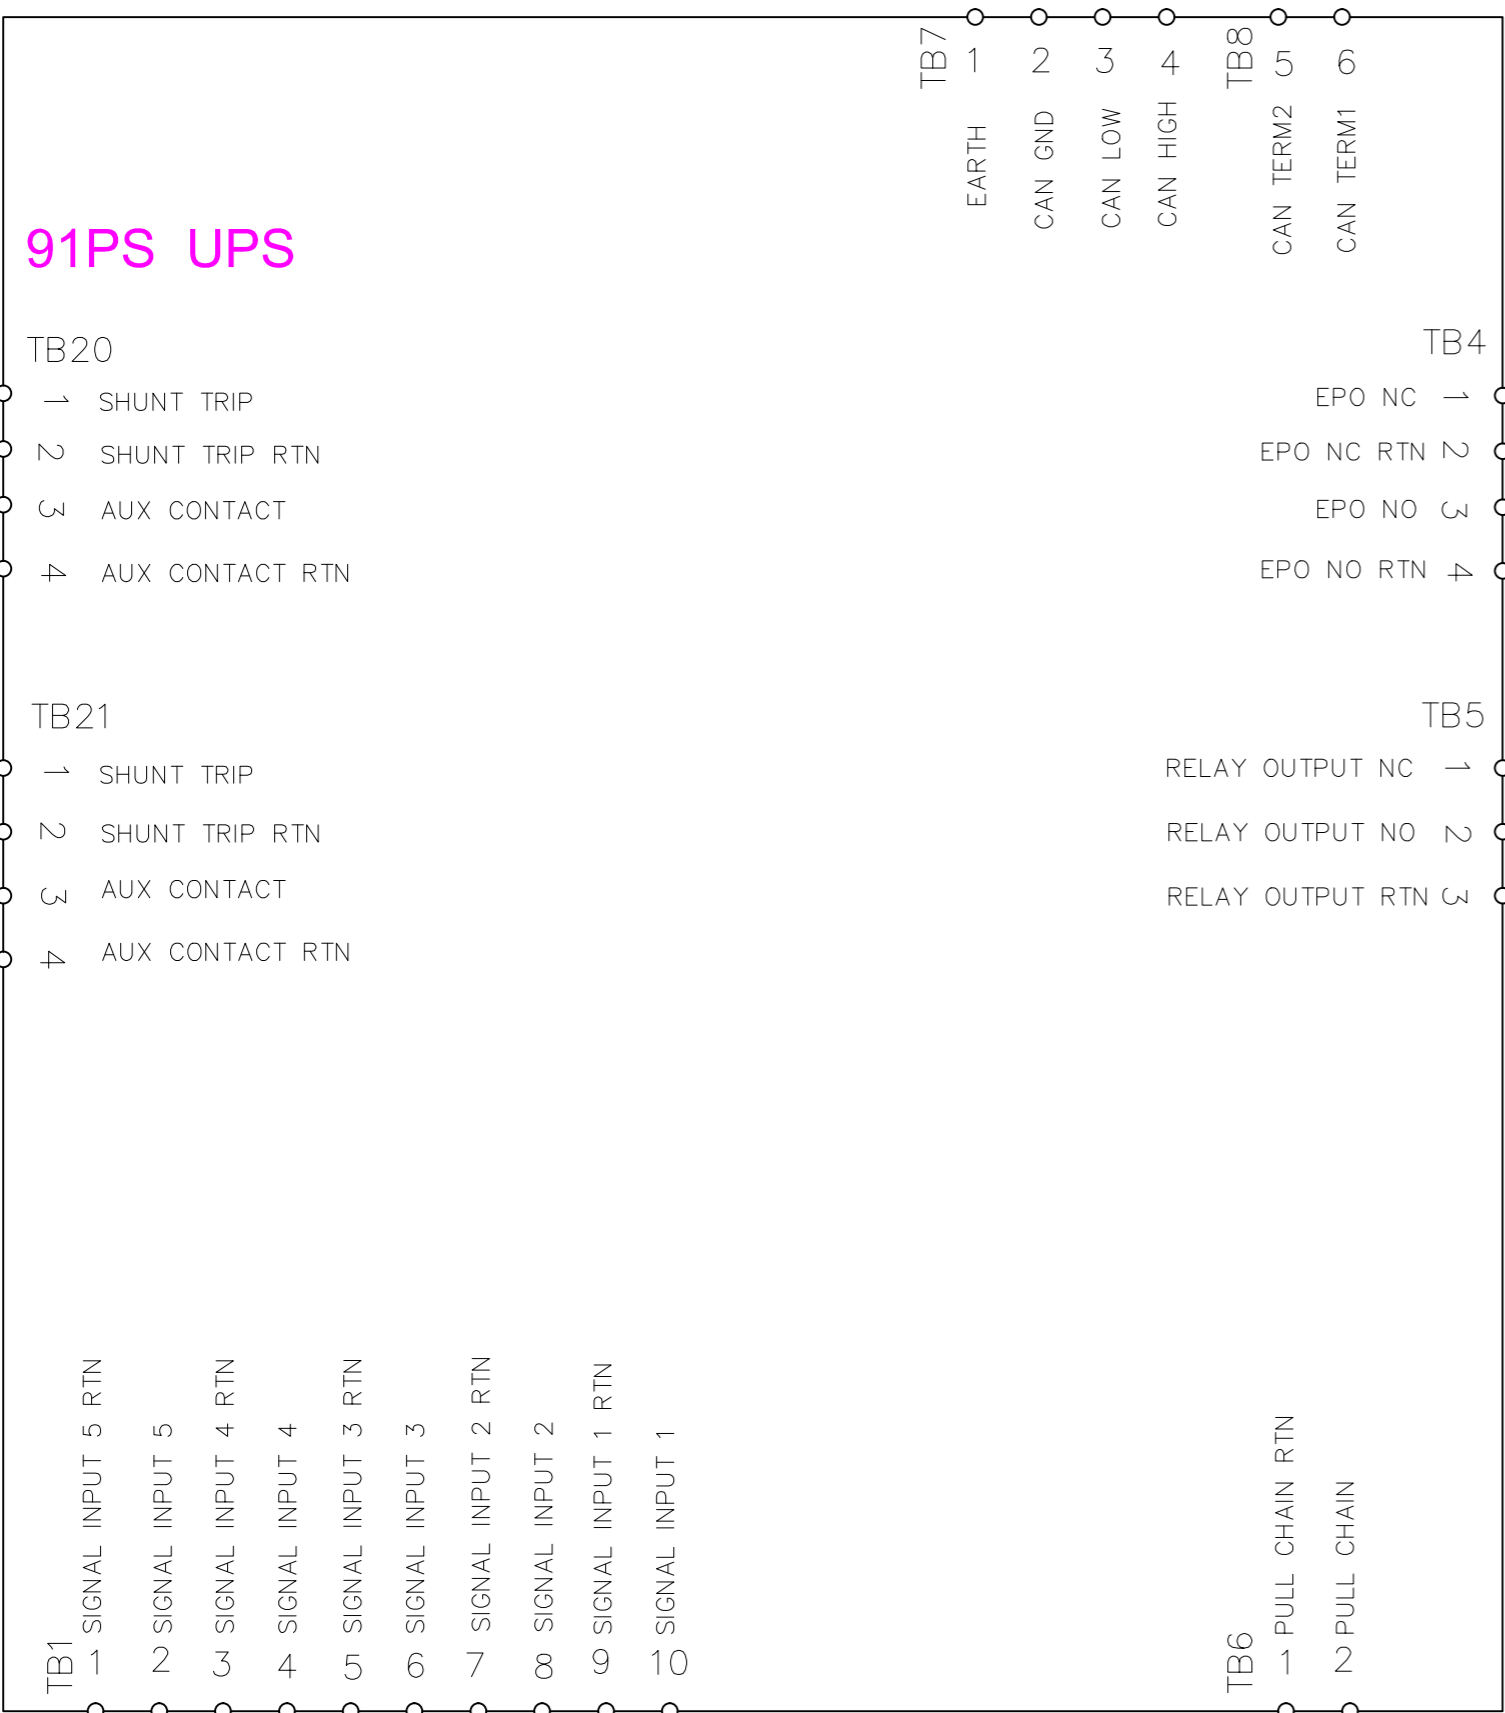 TB7 1 2 3 4 TB8 5 6
EARTH
CAN GND
CAN LOW
CAN HIGH
CAN TERM2
CAN TERM1
91PS UPS
TB20
1 SHUNT TRIP
2 SHUNT TRIP RTN
3 AUX CONTACT
4 AUX CONTACT RTN
TB4
EPO NC 1
EPO NC RTN 2
EPO NO 3
EPO NO RTN 4
TB21
1 SHUNT TRIP
2 SHUNT TRIP RTN
3 AUX CONTACT
4 AUX CONTACT RTN
TB5
RELAY OUTPUT NC 1
RELAY OUTPUT NO 2
RELAY OUTPUT RTN 3
TB1
1 SIGNAL INPUT 5 RTN
2 SIGNAL INPUT 5
3 SIGNAL INPUT 4 RTN
4 SIGNAL INPUT 4
5 SIGNAL INPUT 3 RTN
6 SIGNAL INPUT 3
7 SIGNAL INPUT 2 RTN
8 SIGNAL INPUT 2
9 SIGNAL INPUT 1 RTN
10 SIGNAL INPUT 1
TB6
1 PULL CHAIN RTN
2 PULL CHAIN